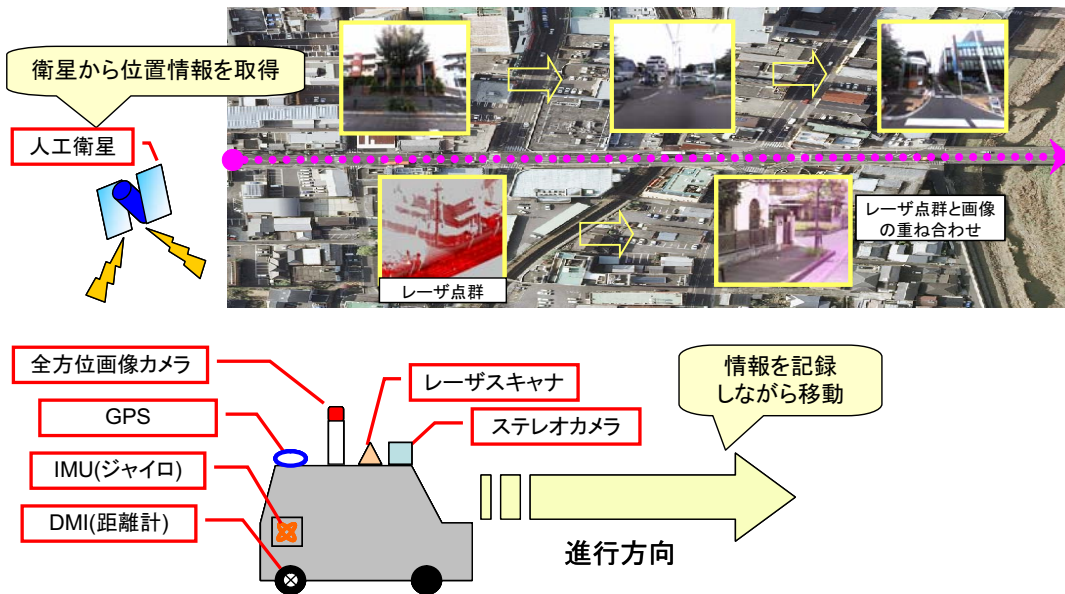 衛星から位置情報を取得
人工衛星
レーザ点群と画像
の重ね合わせ
レーザ点群
全方位画像カメラ
GPS
IMU(ジャイロ)
DMI(距離計)
レーザスキャナ
ステレオカメラ
情報を記録
しながら移動
進行方向